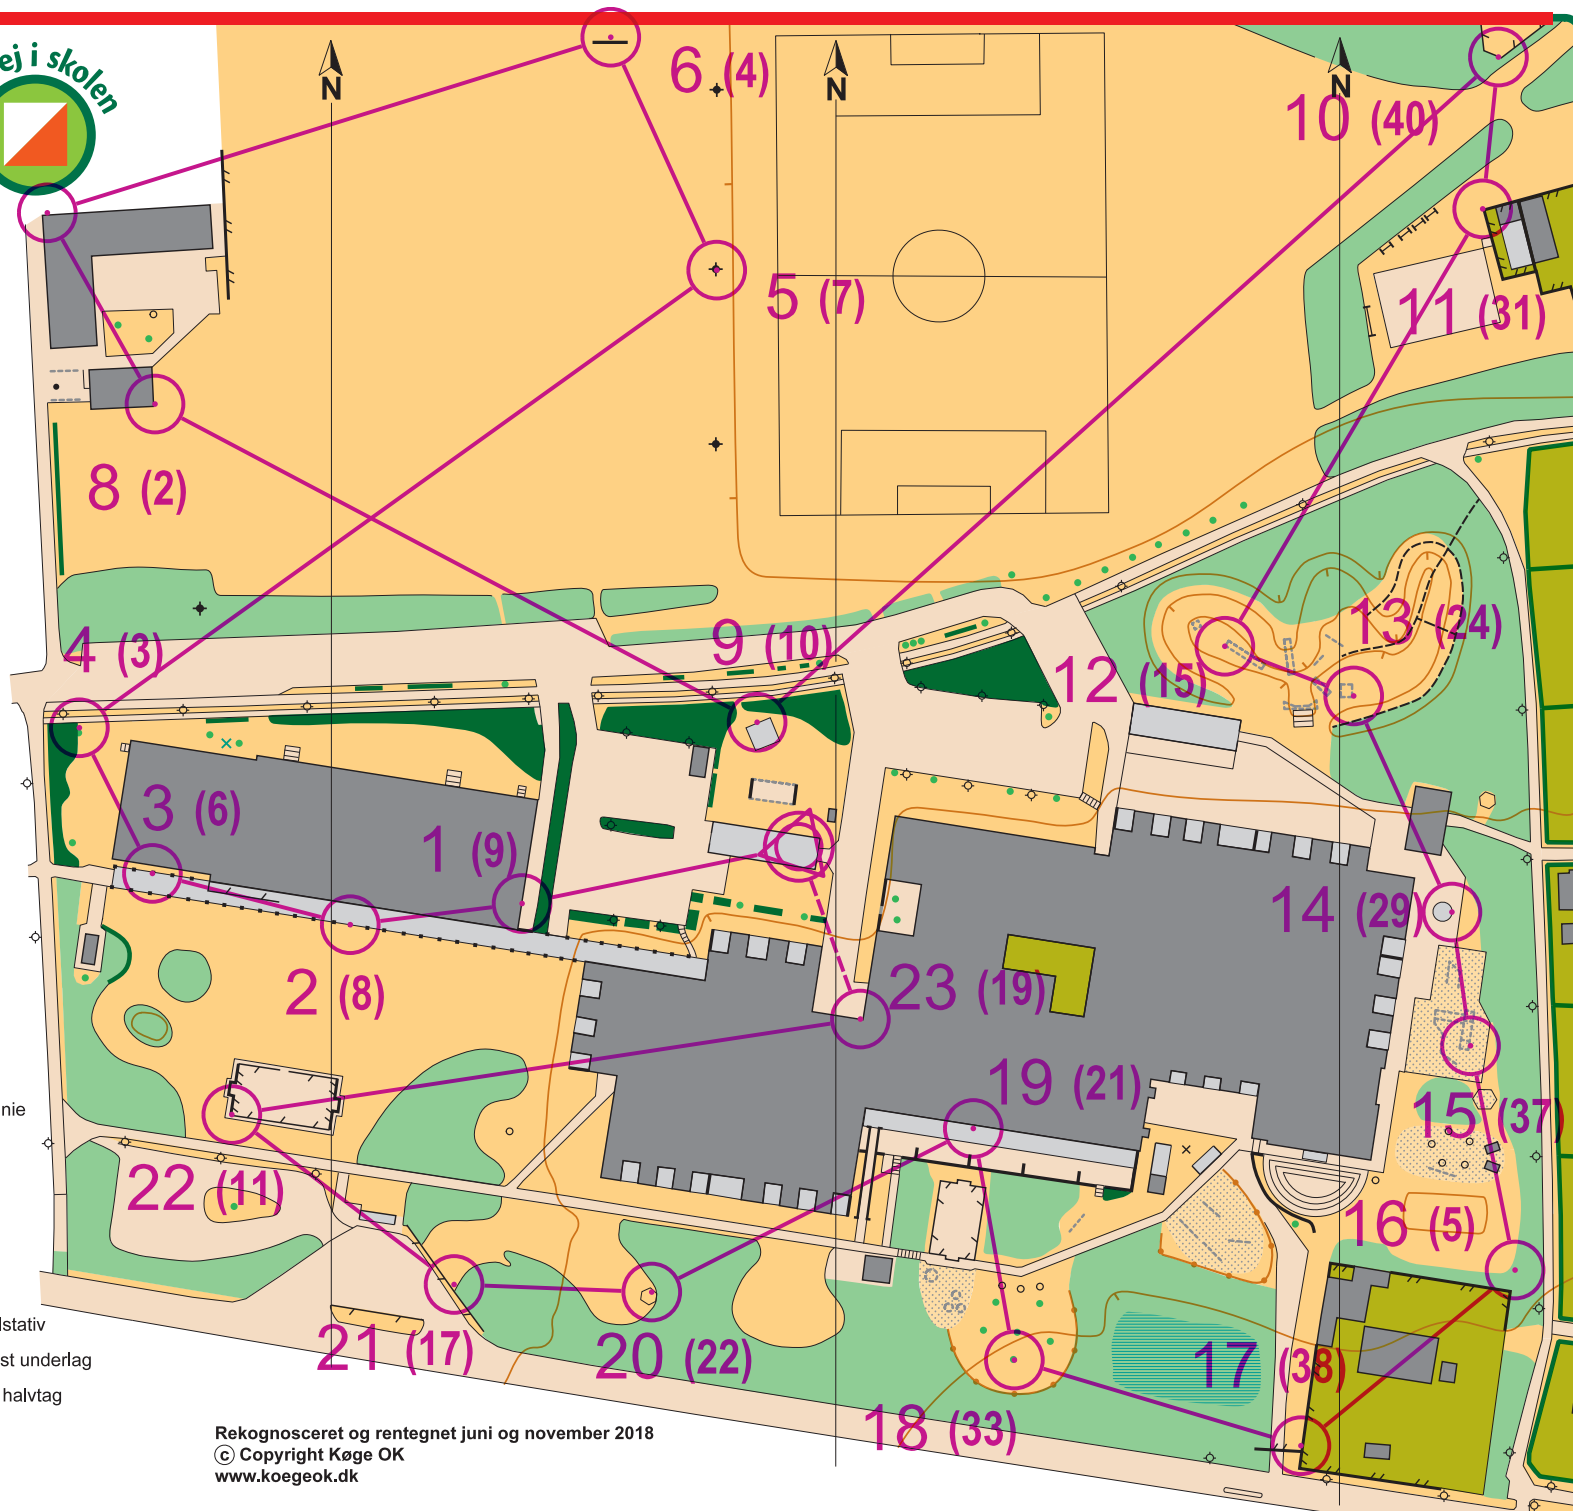 ej i skolen
N
N
N
6 (4)
10 (40)
5 (7)
11 (31)
8 (2)
4 (3)
9 (10)
13 (24)
12 (15)
3 (6)
1 (9)
14 (29)
2 (8)
23 (19)
19 (21)
15 (37)
nie
22 (11)
16 (5)
lstativ
21 (17)
20 (22)
17 (38)
st underlag
halvtag
18 (33)
Rekognosceret og rentegnet juni og november 2018
© Copyright Køge OK
www.koegeok.dk